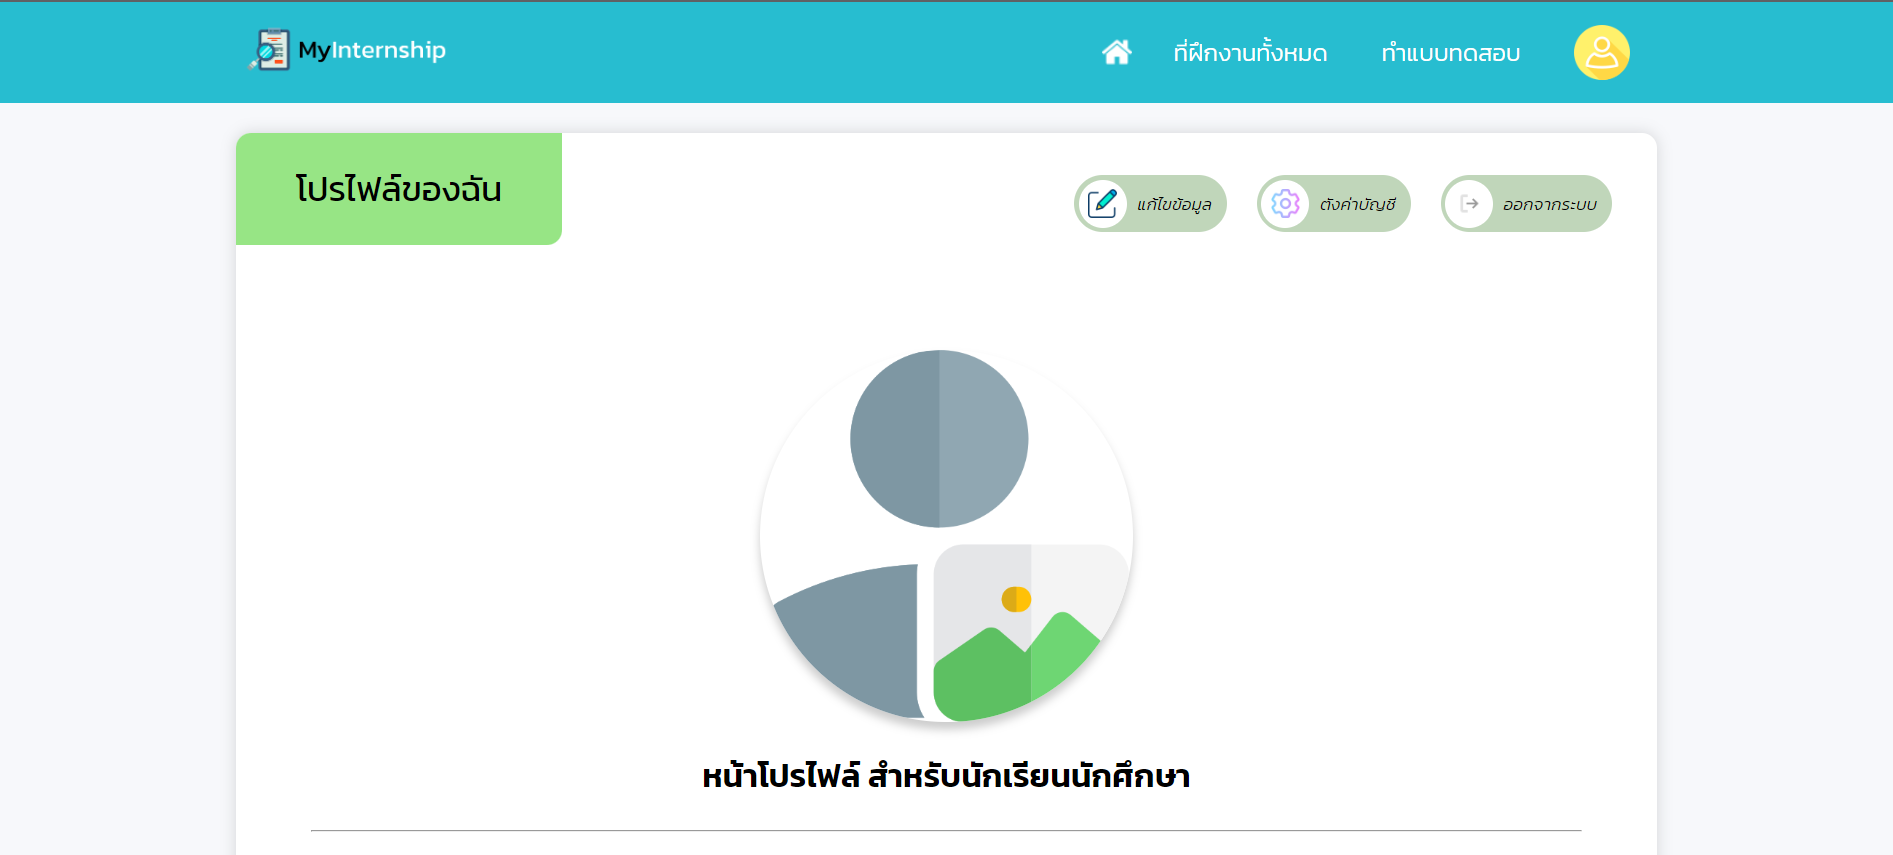 MyInternship
ที่ฝึกงานทั้งหมด
ทำแบบทดสอบ
โปรไฟล์ของฉัน
แก้ไขข้อมูล
ตั้งค่าบัญชี
ออกจากระบบ
หน้าโปรไฟล์ สำหรับนักเรียนนักศึกษา